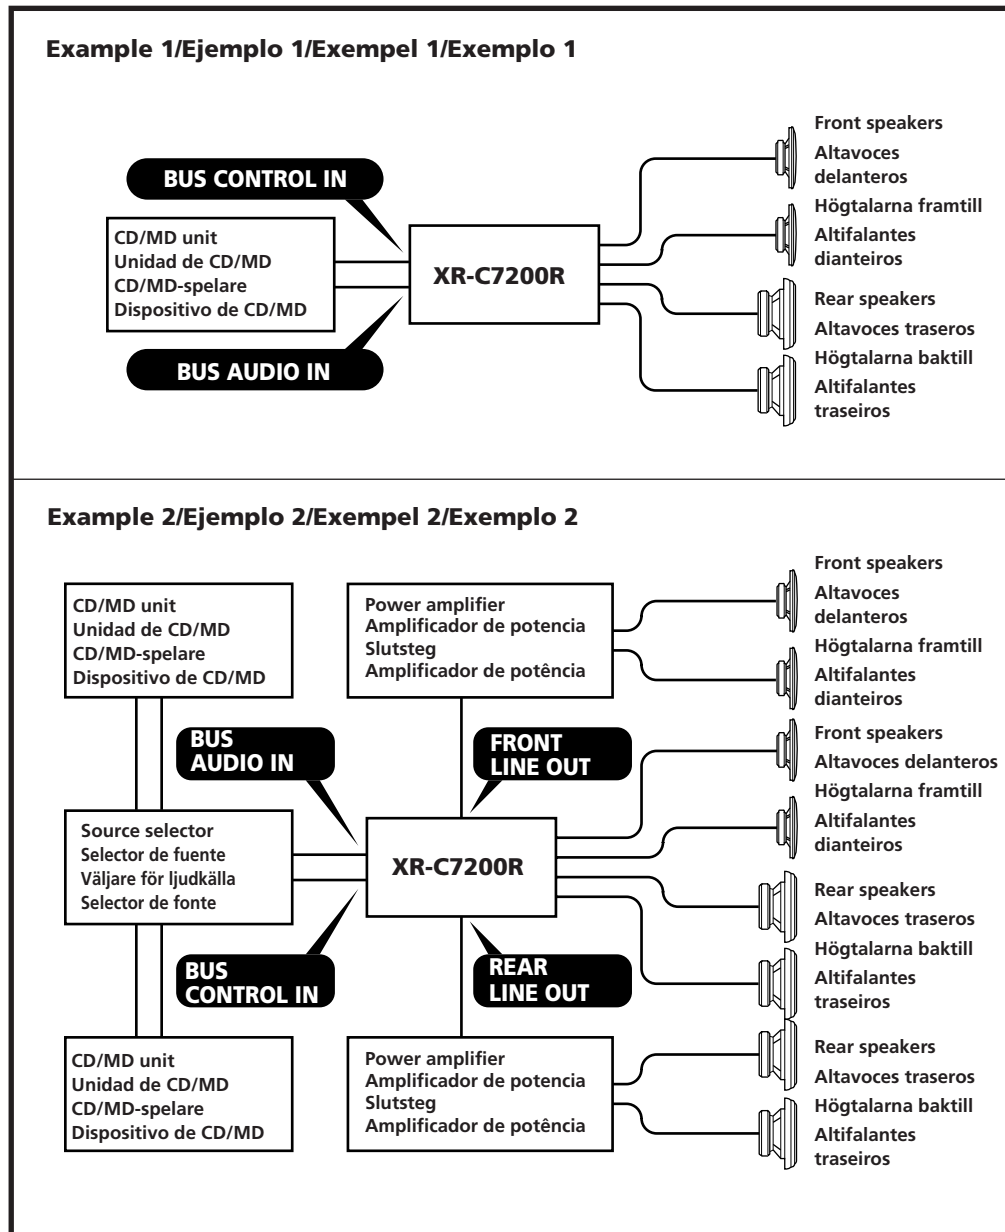 Example 1/Ejemplo 1/Exempel 1/Exemplo 1
BUS CONTROL IN
CD/MD unit
Unidad de CD/MD
CD/MD-spelare
Dispositivo de CD/MD
BUS AUDIO IN
XR-C7200R
Front speakers
Altavoces
delanteros
Högtalarna framtill
Altifalantes
dianteiros
Rear speakers
Altavoces traseros
Högtalarna baktill
Altifalantes
traseiros
Example 2/Ejemplo 2/Exempel 2/Exemplo 2
CD/MD unit
Unidad de CD/MD
CD/MD-spelare
Dispositivo de CD/MD
Power amplifier
Amplificador de potencia
Slutsteg
Amplificador de potência
Front speakers
Altavoces
delanteros
Högtalarna framtill
Altifalantes
dianteiros
BUS
AUDIO IN
FRONT
LINE OUT
Front speakers
Altavoces delanteros
Högtalarna framtill
Altifalantes
dianteiros
Source selector
Selector de fuente
Väljare för ljudkälla
Selector de fonte
XR-C7200R
Rear speakers
Altavoces traseros
Högtalarna baktill
Altifalantes
traseiros
BUS
CONTROL IN
REAR
LINE OUT
CD/MD unit
Unidad de CD/MD
CD/MD-spelare
Dispositivo de CD/MD
Power amplifier
Amplificador de potencia
Slutsteg
Amplificador de potência
Rear speakers
Altavoces traseros
Högtalarna baktill
Altifalantes
traseiros